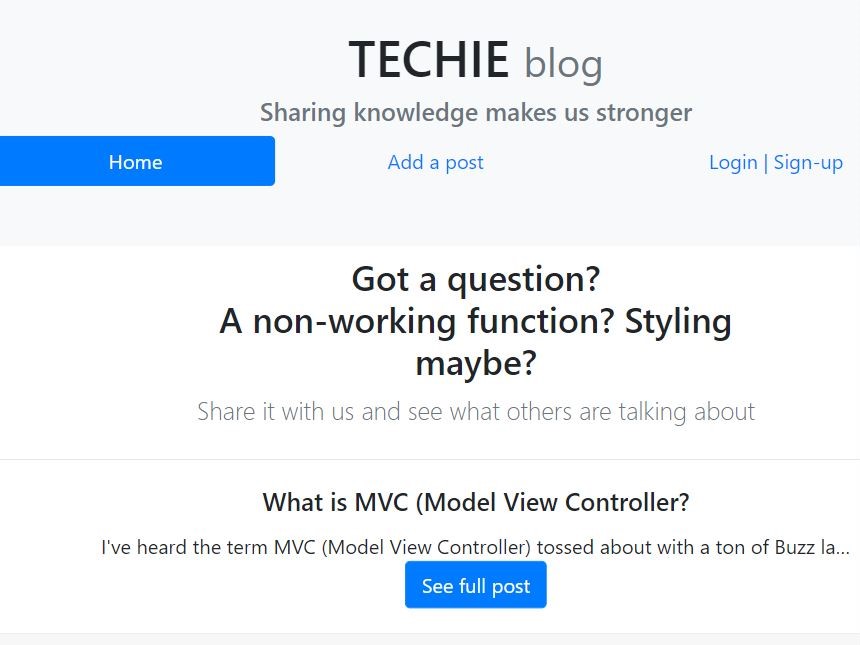 TECHIE blog
Sharing knowledge makes us stronger
Home Add a post Login | Sign-up
Got a question?
A non-working function? Styling
maybe?
Share it with us and see what others are talking about
What is MVC (Model View Controller?
I've heard the term MVC (Model View Controller) tossed about with a ton of Buzz la...
See full post